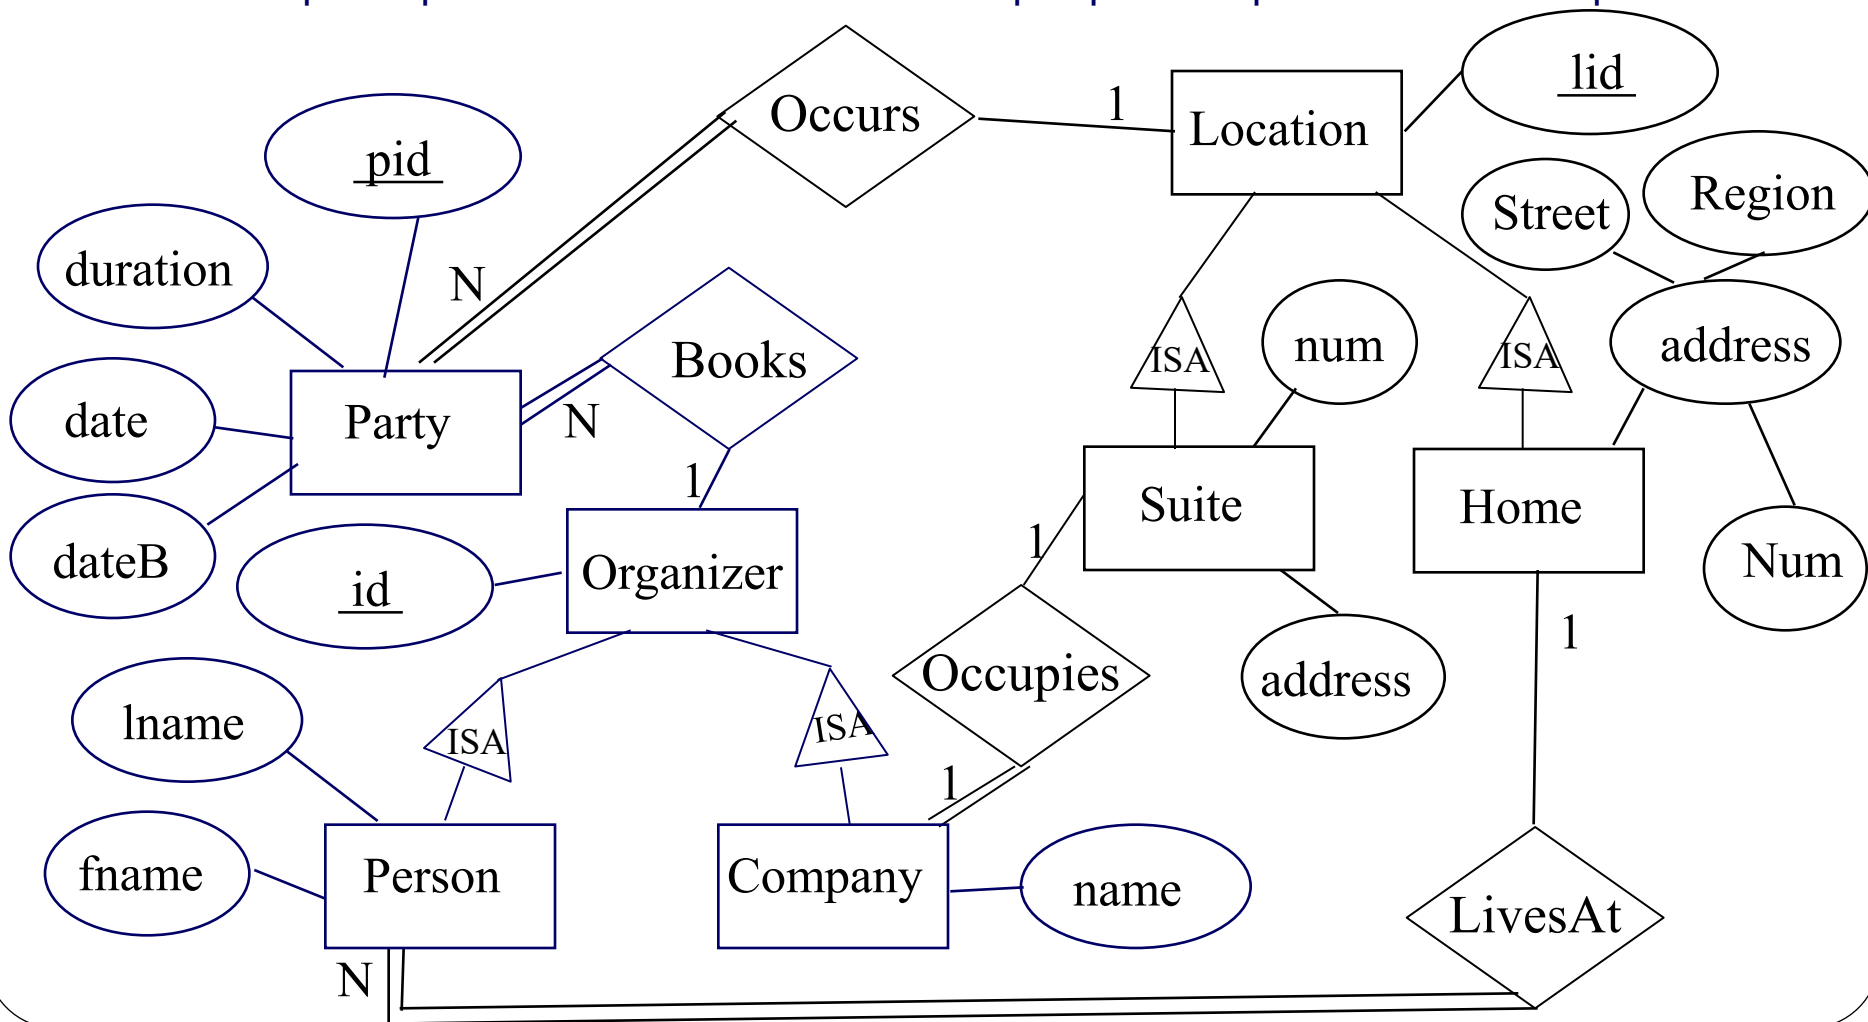 Occurs
1
Location
lid
pid
Street
Region
duration
N
Books
ISA
num
ISA
address
date
Party
N
1
Suite
Home
dateB
id
Organizer
1
Num
1
Occupies
address
lname
ISA
ISA
1
fname
Person
Company
name
LivesAt
N